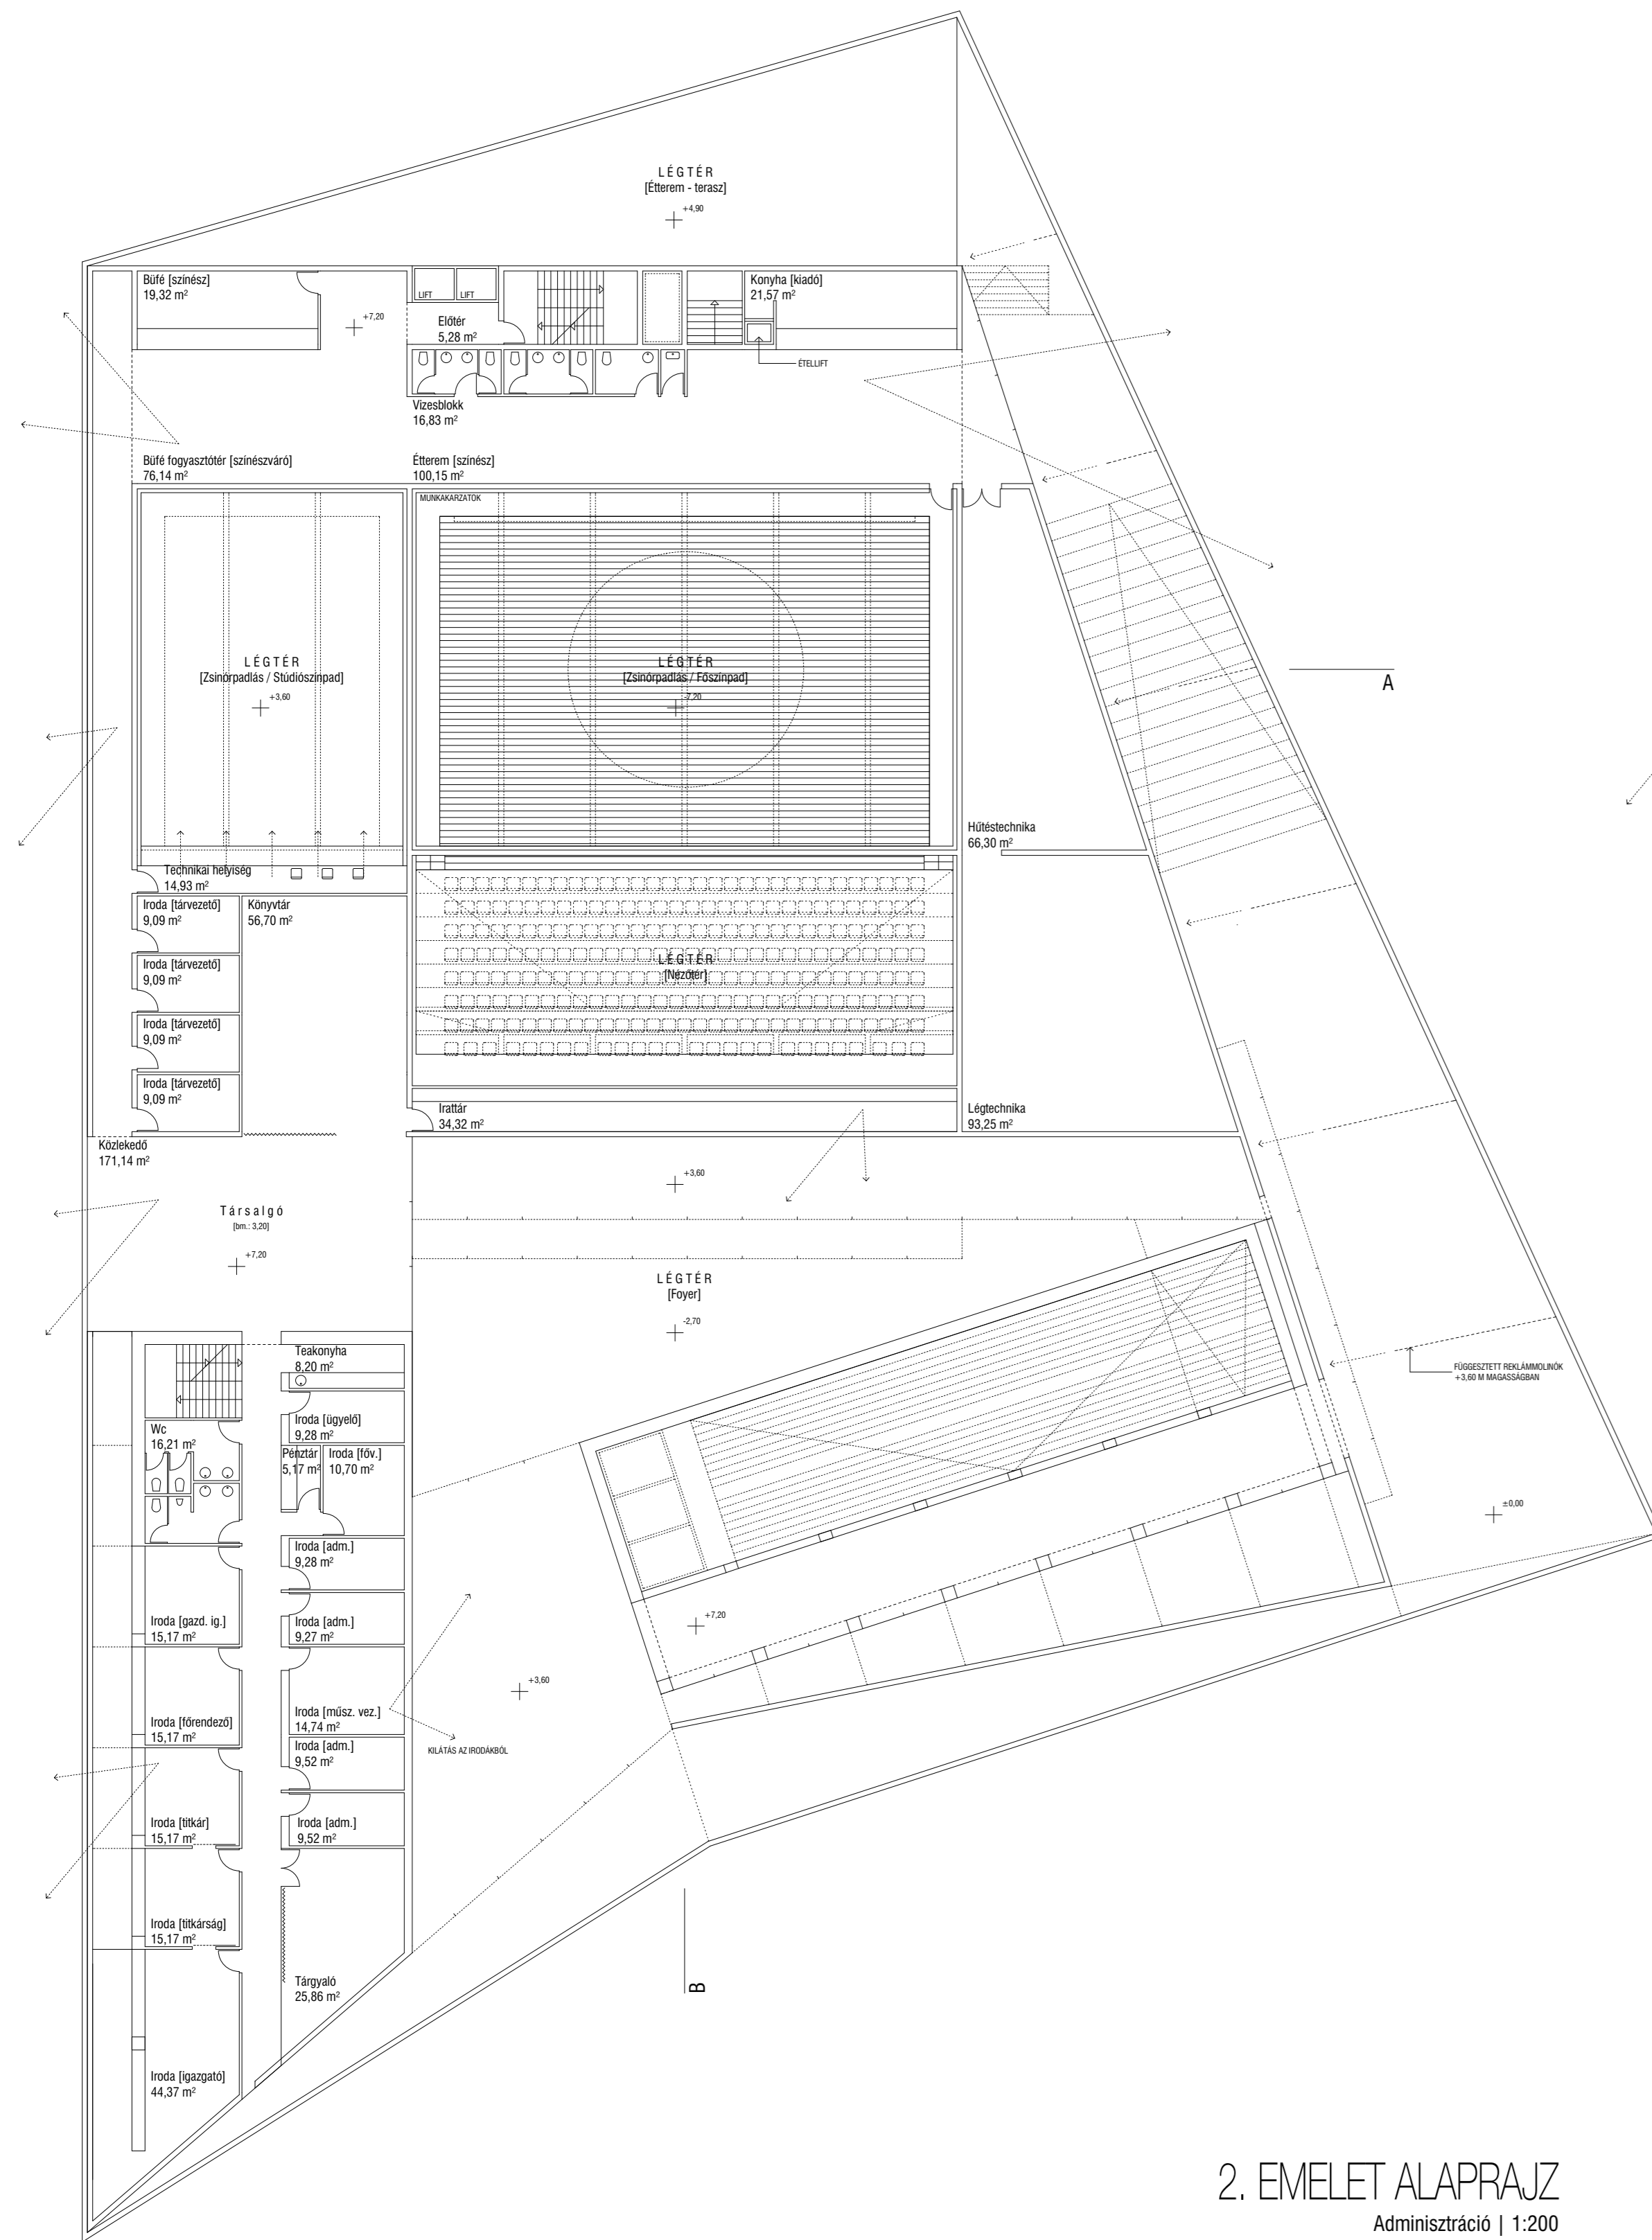 LÉGTÉR
[Étterem - terasz]
+4,90
Büfé [színész]
19,32 m²
+7,20
LIFT
LIFT
Előtér
5,28 m²
Konyha [kiadó]
21,57 m²
ÉTELLIFT
Vizesblokk
16,83 m²
Büfé fogyasztótér [színészváró]
76,14 m²
Étterem [színész]
100,15 m²
MUNKAKARZATOK
LÉGTÉR
[Zsinórpadlás / Stúdiószínpad]
+3,60
LÉGTÉR
[Zsinórpadlás / Főszínpad]
-7,20
A
Hűtéstechnika
66,30 m²
Technikai helyiség
14,93 m²
Iroda [tárvezető]
9,09 m²
Könyvtár
56,70 m²
Iroda [tárvezető]
9,09 m²
LÉGTÉR
[Nézőtér]
Iroda [tárvezető]
9,09 m²
Iroda [tárvezető]
9,09 m²
Irattár
34,32 m²
Légtechnika
93,25 m²
Közlekedő
171,14 m²
+3,60
Társalgó
[bm.: 3,20]
+7,20
LÉGTÉR
[Foyer]
-2,70
Teakonyha
8,20 m²
FÜGGESZTETT REKLÁMMOLINÓK
+3,60 M MAGASSÁGBAN
Iroda [ügyelő]
9,28 m²
Wc
16,21 m²
Pénztár
5,17 m²
Iroda [főv.]
10,70 m²
±0,00
Iroda [adm.]
9,28 m²
Iroda [gazd. ig.]
15,17 m²
Iroda [adm.]
9,27 m²
+7,20
+3,60
Iroda [műsz. vez.]
14,74 m²
Iroda [főrendező]
15,17 m²
Iroda [adm.]
9,52 m²
KILÁTÁS AZ IRODÁKBÓL
Iroda [titkár]
15,17 m²
Iroda [adm.]
9,52 m²
Iroda [titkárság]
15,17 m²
Tárgyaló
25,86 m²
B
Iroda [igazgató]
44,37 m²
2. EMELET ALAPRAJZ
Adminisztráció | 1:200